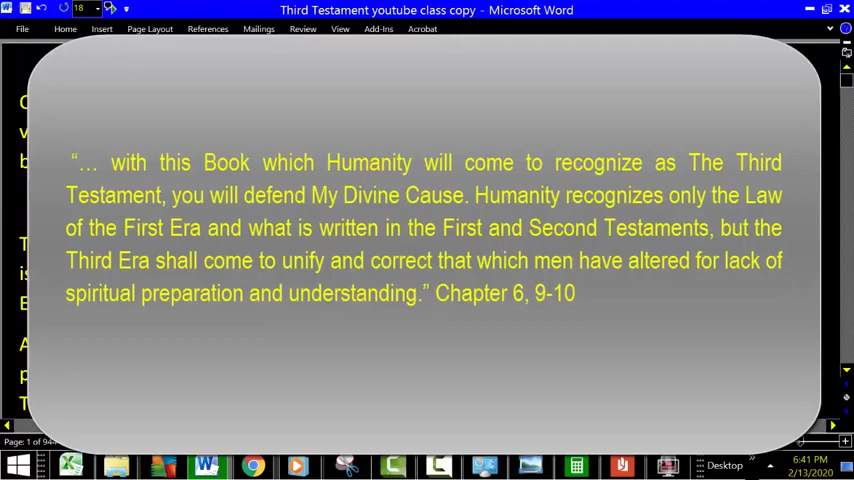 18
Third Testament youtube class copy - Microsoft Word
File Home Insert Page Layout References Mailings Review View Add-Ins Acrobat
“… with this Book which Humanity will come to recognize as The Third
Testament, you will defend My Divine Cause. Humanity recognizes only the Law
of the First Era and what is written in the First and Second Testaments, but the
Third Era shall come to unify and correct that which men have altered for lack of
spiritual preparation and understanding.” Chapter 6, 9-10
Page: 1 of
Desktop
6:41 PM
2/13/2020